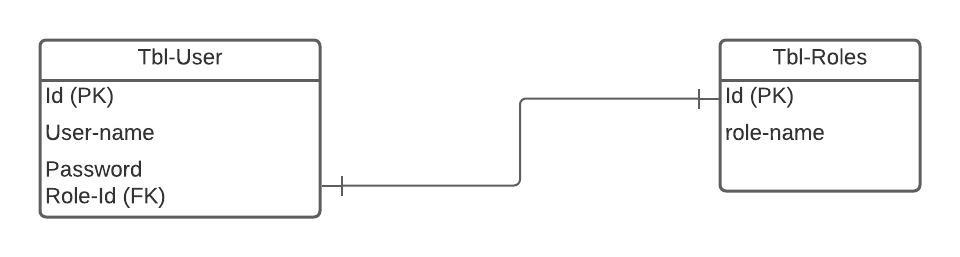 Tbl-User
Id (PK)
User-name
Password
Role-Id (FK)
Tbl-Roles
Id (PK)
role-name